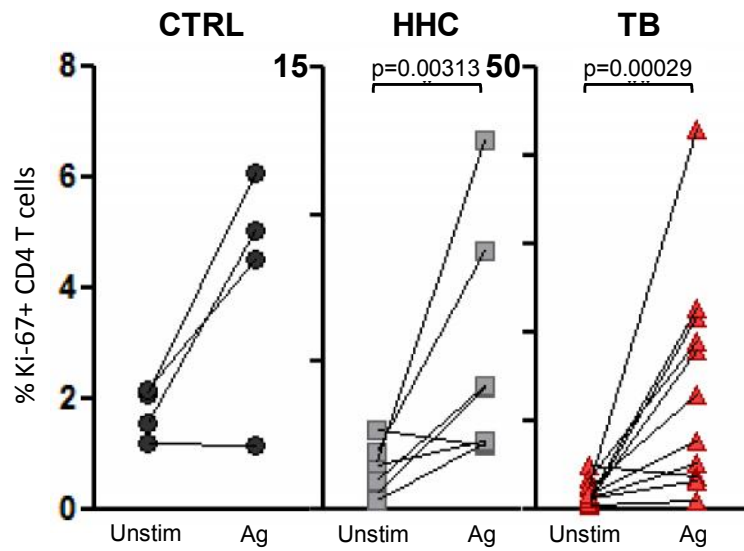 CTRL
HHC
TB
8
15
50
p=0.00313
p=0.00029
6
4
2
0
% Ki-67+ CD4 T cells
Unstim
Ag
Unstim
Ag
Unstim
Ag